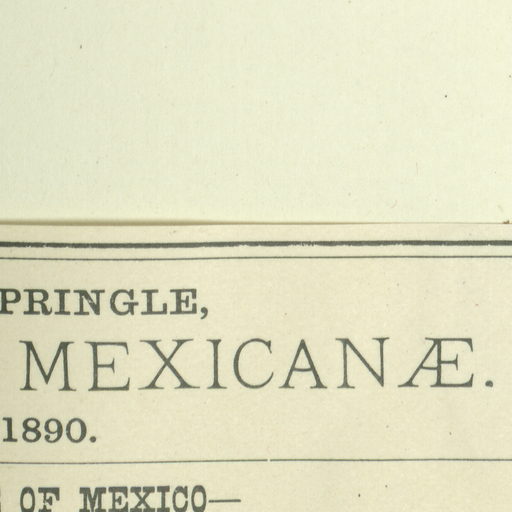 PRINGLE,
MEXICANÆ.
1890.
OF MEXICO—